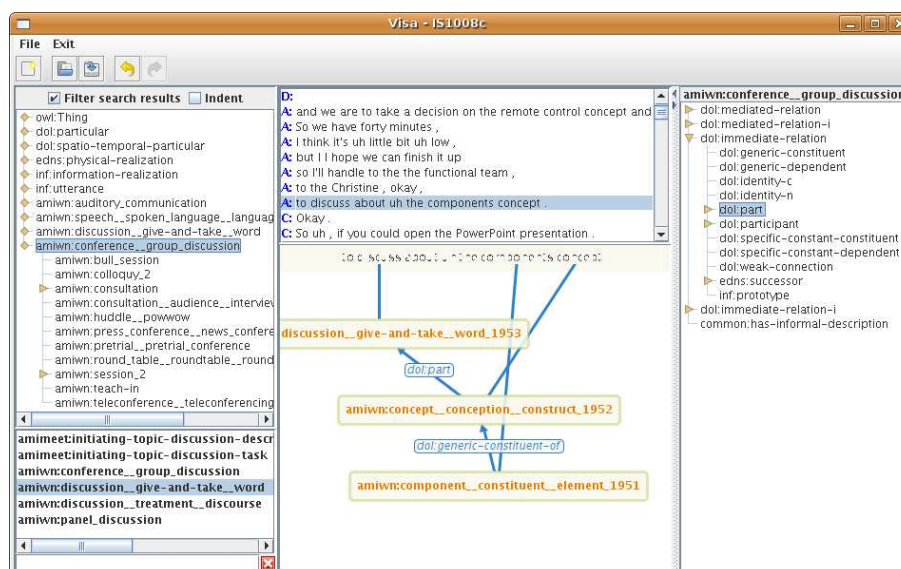 Visa - IS1008c
File Exit
Filter search results Indent
owl:Thing
dol:particular
dol:spatio-temporal-particular
edns:physical-realization
inf:information-realization
inf:utterance
amiwn:auditory_communication
amiwn:speech__spoken_language__languag
amiwn:discussion__give-and-take__word
amiwn:conference__group_discussion
amiwn:bull_session
amiwn:colloquy_2
amiwn:consultation
amiwn:consultation__audience__interview
amiwn:huddle__powwow
amiwn:press_conference__news_confere
amiwn:pretrial__pretrial_conference
amiwn:round_table__roundtable__round
amiwn:session_2
amiwn:teach-in
amiwn:teleconference__teleconferencing
amimeet:initiating-topic-discussion-descr
amimeet:initiating-topic-discussion-task
amiwn:conference__group_discussion
amiwn:discussion__give-and-take__word
amiwn:discussion__treatment__discourse
amiwn:panel_discussion
D:
A: and we are to take a decision on the remote control concept and
A: So we have forty minutes ,
A: I think it's uh little bit uh low ,
A: but I I hope we can finish it up
A: so I'll handle to the the functional team ,
A: to the Christine , okay ,
A: to discuss about uh the components concept .
C: Okay .
C: So uh , if you could open the PowerPoint presentation .
discussion__give-and-take__word_1953
dol:part
amiwn:concept__conception__construct_1952
dol:generic-constituent-of
amiwn:component__constituent__element_1951
amiwn:conference__group_discussion
dol:mediated-relation
dol:mediated-relation-i
dol:immediate-relation
dol:generic-constituent
dol:generic-dependent
dol:identity-c
dol:identity-n
dol:part
dol:participant
dol:specific-constant-constituent
dol:specific-constant-dependent
dol:weak-connection
edns:successor
inf:prototype
dol:immediate-relation-i
common:has-informal-description